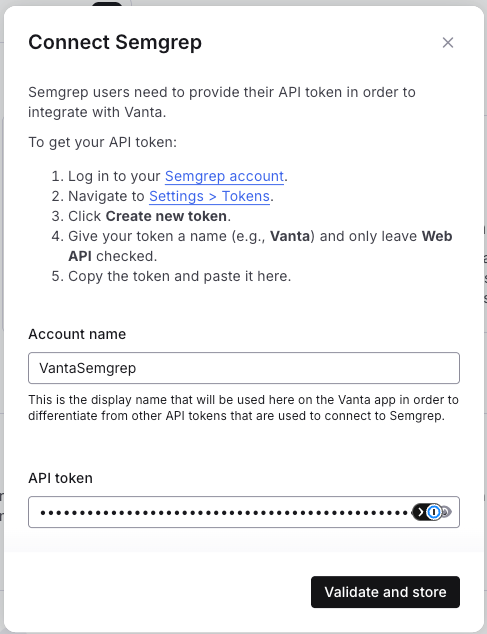 Connect Semgrep
Semgrep users need to provide their API token in order to
integrate with Vanta.
To get your API token:
1. Log in to your Semgrep account.
2. Navigate to Settings > Tokens.
3. Click Create new token.
4. Give your token a name (e.g., Vanta) and only leave Web
API checked.
5. Copy the token and paste it here.
Account name
VantaSemgrep
This is the display name that will be used here on the Vanta app in order to
differentiate from other API tokens that are used to connect to Semgrep.
API token
Validate and store